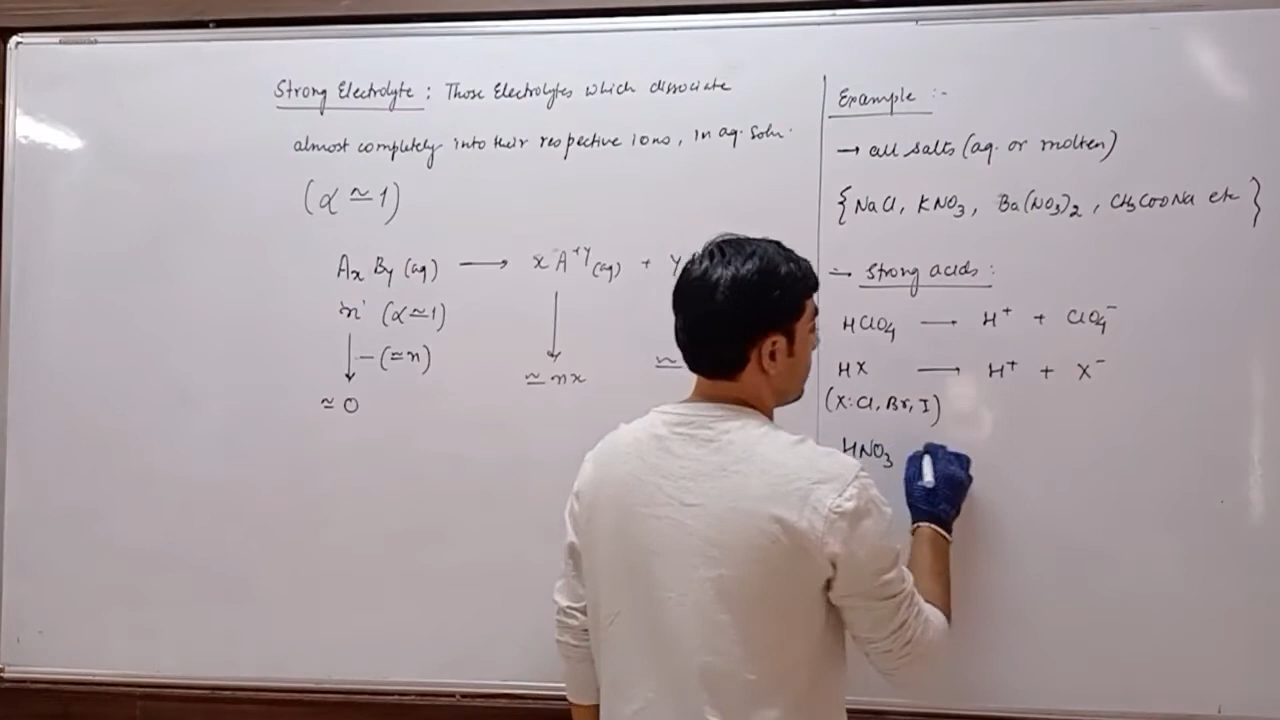 Strong Electrolyte : Those Electrolytes which dissociate
almost completely into their respective ions, in aq. Soln.
(α ≃ 1)
AxBy (aq) ⟶ xA⁺ʸ(aq) + y
'n' (α≃1)
–(≃n)
≃ 0
≃ nx
≃
Example :-
→ all salts (aq. or molten)
{NaCl, KNO₃, Ba(NO₃)₂, CH₃COONa etc}
→ Strong acids :
HClO₄ ⟶ H⁺ + ClO₄⁻
HX ⟶ H⁺ + X⁻
(X: Cl, Br, I)
HNO₃